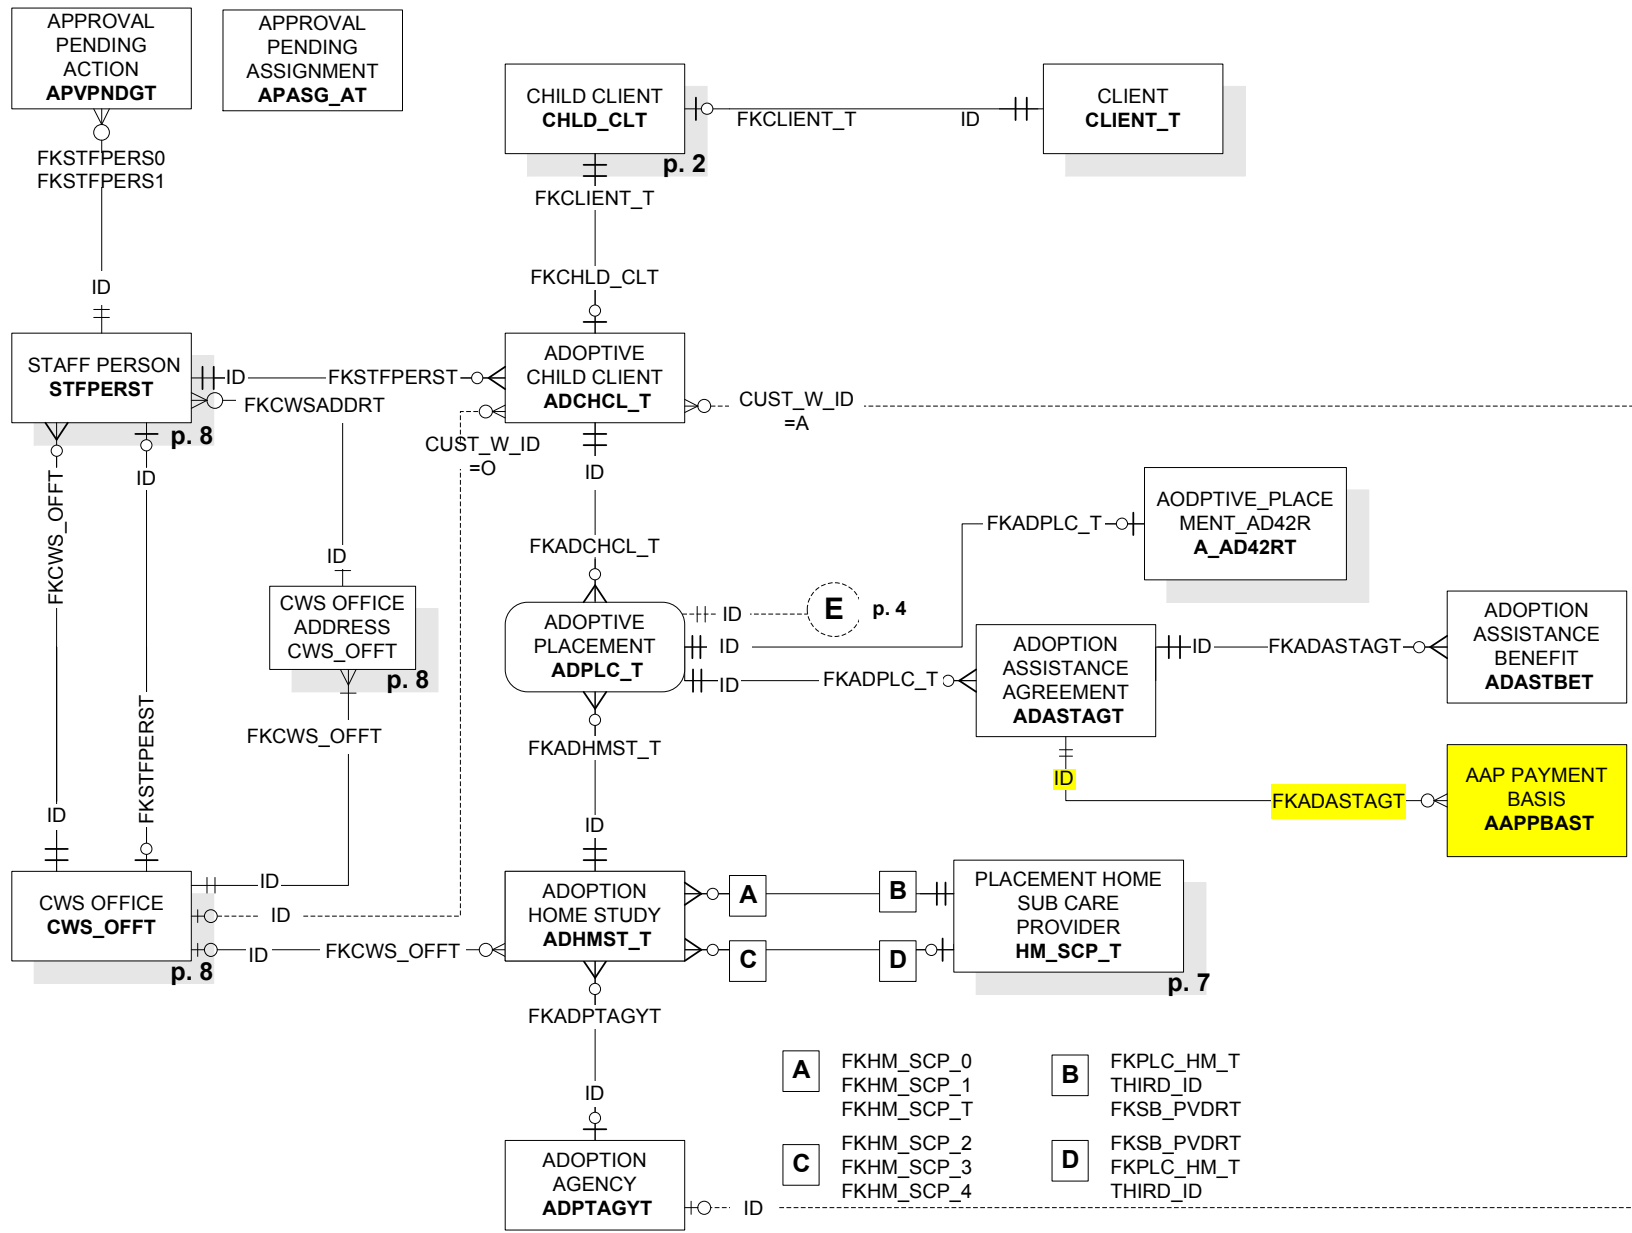 APPROVAL
PENDING
ACTION
APVPNDGT
APPROVAL
PENDING
ASSIGNMENT
APASG_AT
FKSTFPERS0
FKSTFPERS1
ID
CHILD CLIENT
CHLD_CLT
p. 2
FKCLIENT_T
ID
CLIENT
CLIENT_T
FKCLIENT_T
FKCHLD_CLT
STAFF PERSON
STFPERST
p. 8
ID
FKSTFPERST
FKCWSADDRT
ADOPTIVE
CHILD CLIENT
ADCHCL_T
CUST_W_ID
=A
CUST_W_ID
=O
ID
ID
FKCWS_OFFT
ID
FKADCHCL_T
FKADPLC_T
AODPTIVE_PLACE
MENT_AD42R
A_AD42RT
CWS OFFICE
ADDRESS
CWS_OFFT
p. 8
ADOPTIVE
PLACEMENT
ADPLC_T
ID
E
p. 4
ID
ID
FKADPLC_T
ADOPTION
ASSISTANCE
AGREEMENT
ADASTAGT
ID
FKADASTAGT
ADOPTION
ASSISTANCE
BENEFIT
ADASTBET
FKSTFPERST
FKCWS_OFFT
FKADHMST_T
ID
FKADASTAGT
AAP PAYMENT
BASIS
AAPPBAST
ID
ID
CWS OFFICE
CWS_OFFT
p. 8
ID
ID
ID
FKCWS_OFFT
ADOPTION
HOME STUDY
ADHMST_T
A
B
C
D
PLACEMENT HOME
SUB CARE
PROVIDER
HM_SCP_T
p. 7
FKADPTAGYT
ID
ADOPTION
AGENCY
ADPTAGYT
ID
A
FKHM_SCP_0
FKHM_SCP_1
FKHM_SCP_T
B
FKPLC_HM_T
THIRD_ID
FKSB_PVDRT
C
FKHM_SCP_2
FKHM_SCP_3
FKHM_SCP_4
D
FKSB_PVDRT
FKPLC_HM_T
THIRD_ID